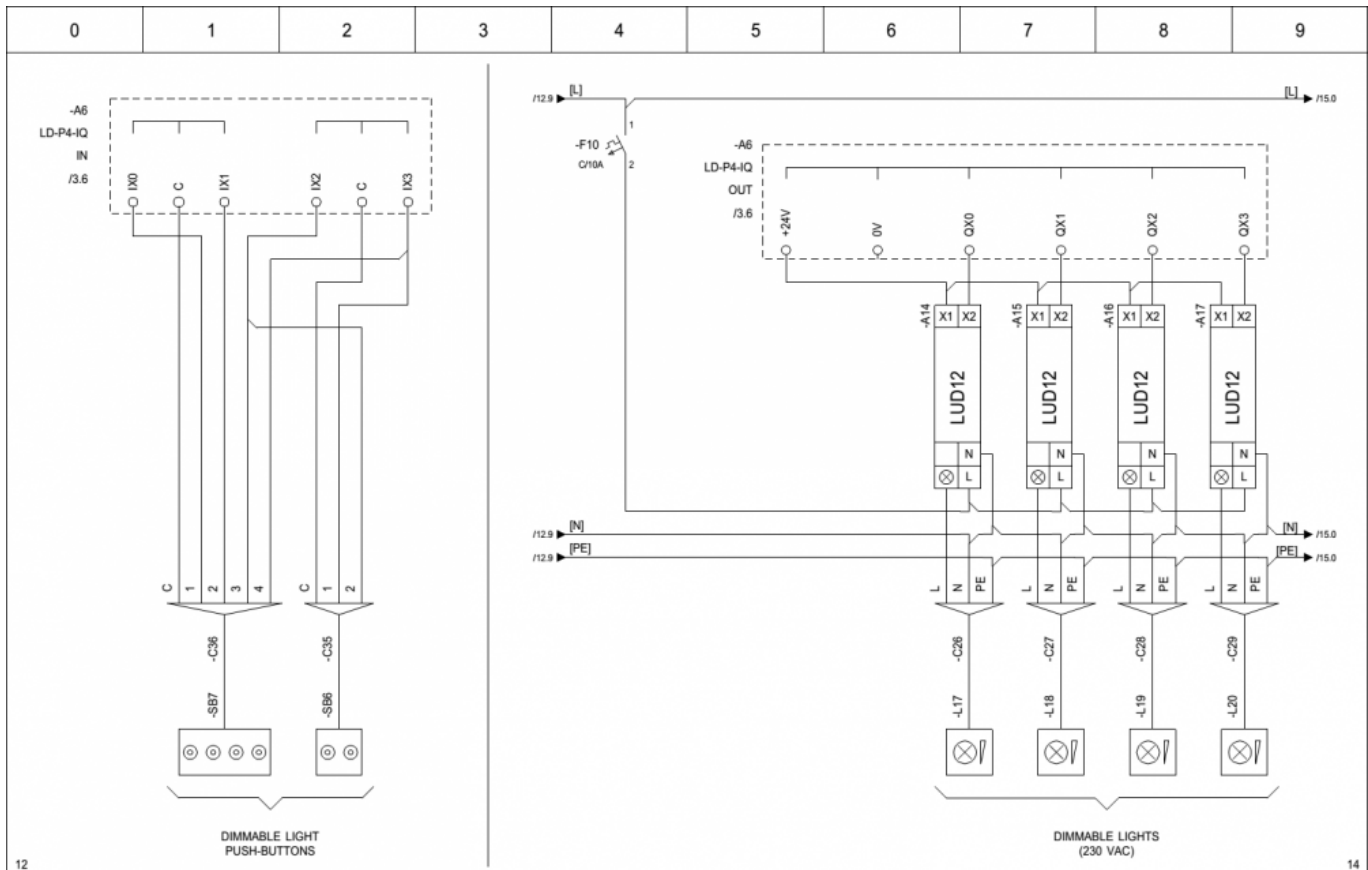 0 1 2 3 4 5 6 7 8 9
-A6
LD-P4-IQ
IN
/3.6
IX0 C IX1 IX2 C IX3
C 1 2 3 4
C 1 2
-C36 -C35
-SB7 -SB6
DIMMABLE LIGHT
PUSH-BUTTONS
12
/12.9 [L] [L] /15.0
1
-F10
C/10A 2
-A6
LD-P4-IQ
OUT
/3.6
+24V 0V QX0 QX1 QX2 QX3
-A14 X1 X2 -A15 X1 X2 -A16 X1 X2 -A17 X1 X2
LUD12 LUD12 LUD12 LUD12
N N N N
L L L L
/12.9 [N] [N] /15.0
/12.9 [PE] [PE] /15.0
L N PE L N PE L N PE L N PE
-C26 -C27 -C28 -C29
-L17 -L18 -L19 -L20
DIMMABLE LIGHTS
(230 VAC)
14